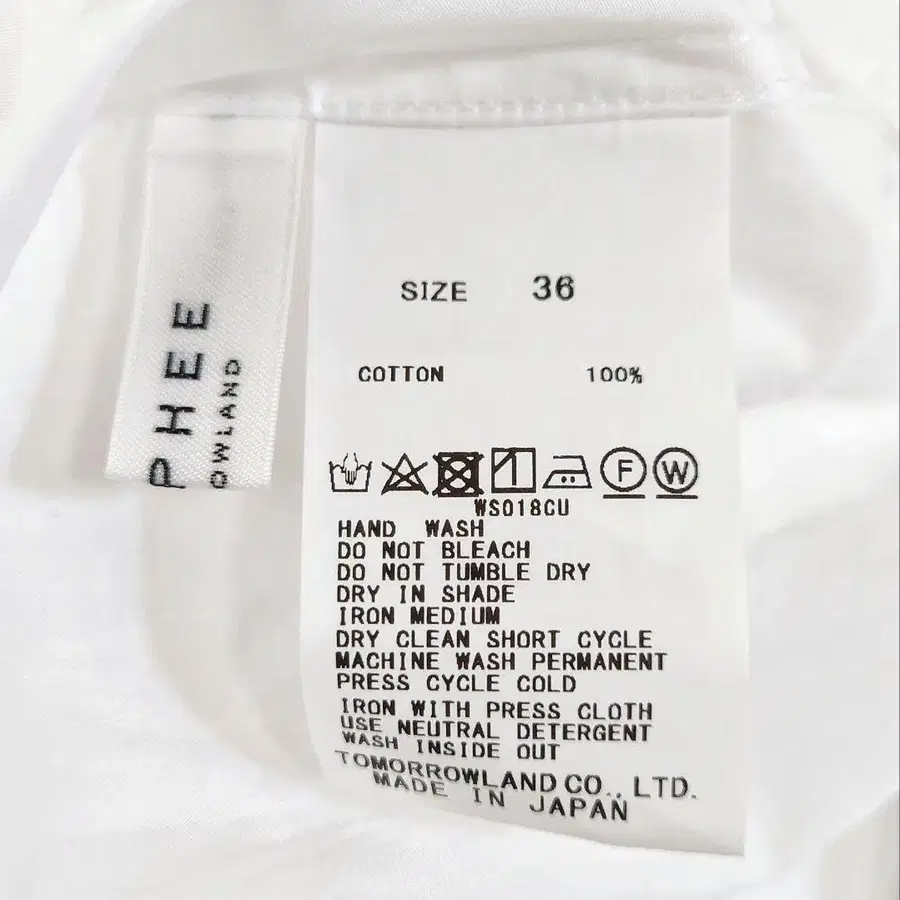 PHEE
OWLAND
SIZE 36
COTTON 100%
F W
WS018CU
HAND WASH
DO NOT BLEACH
DO NOT TUMBLE DRY
DRY IN SHADE
IRON MEDIUM
DRY CLEAN SHORT CYCLE
MACHINE WASH PERMANENT
PRESS CYCLE COLD
IRON WITH PRESS CLOTH
USE NEUTRAL DETERGENT
WASH INSIDE OUT
TOMORROWLAND CO., LTD.
MADE IN JAPAN